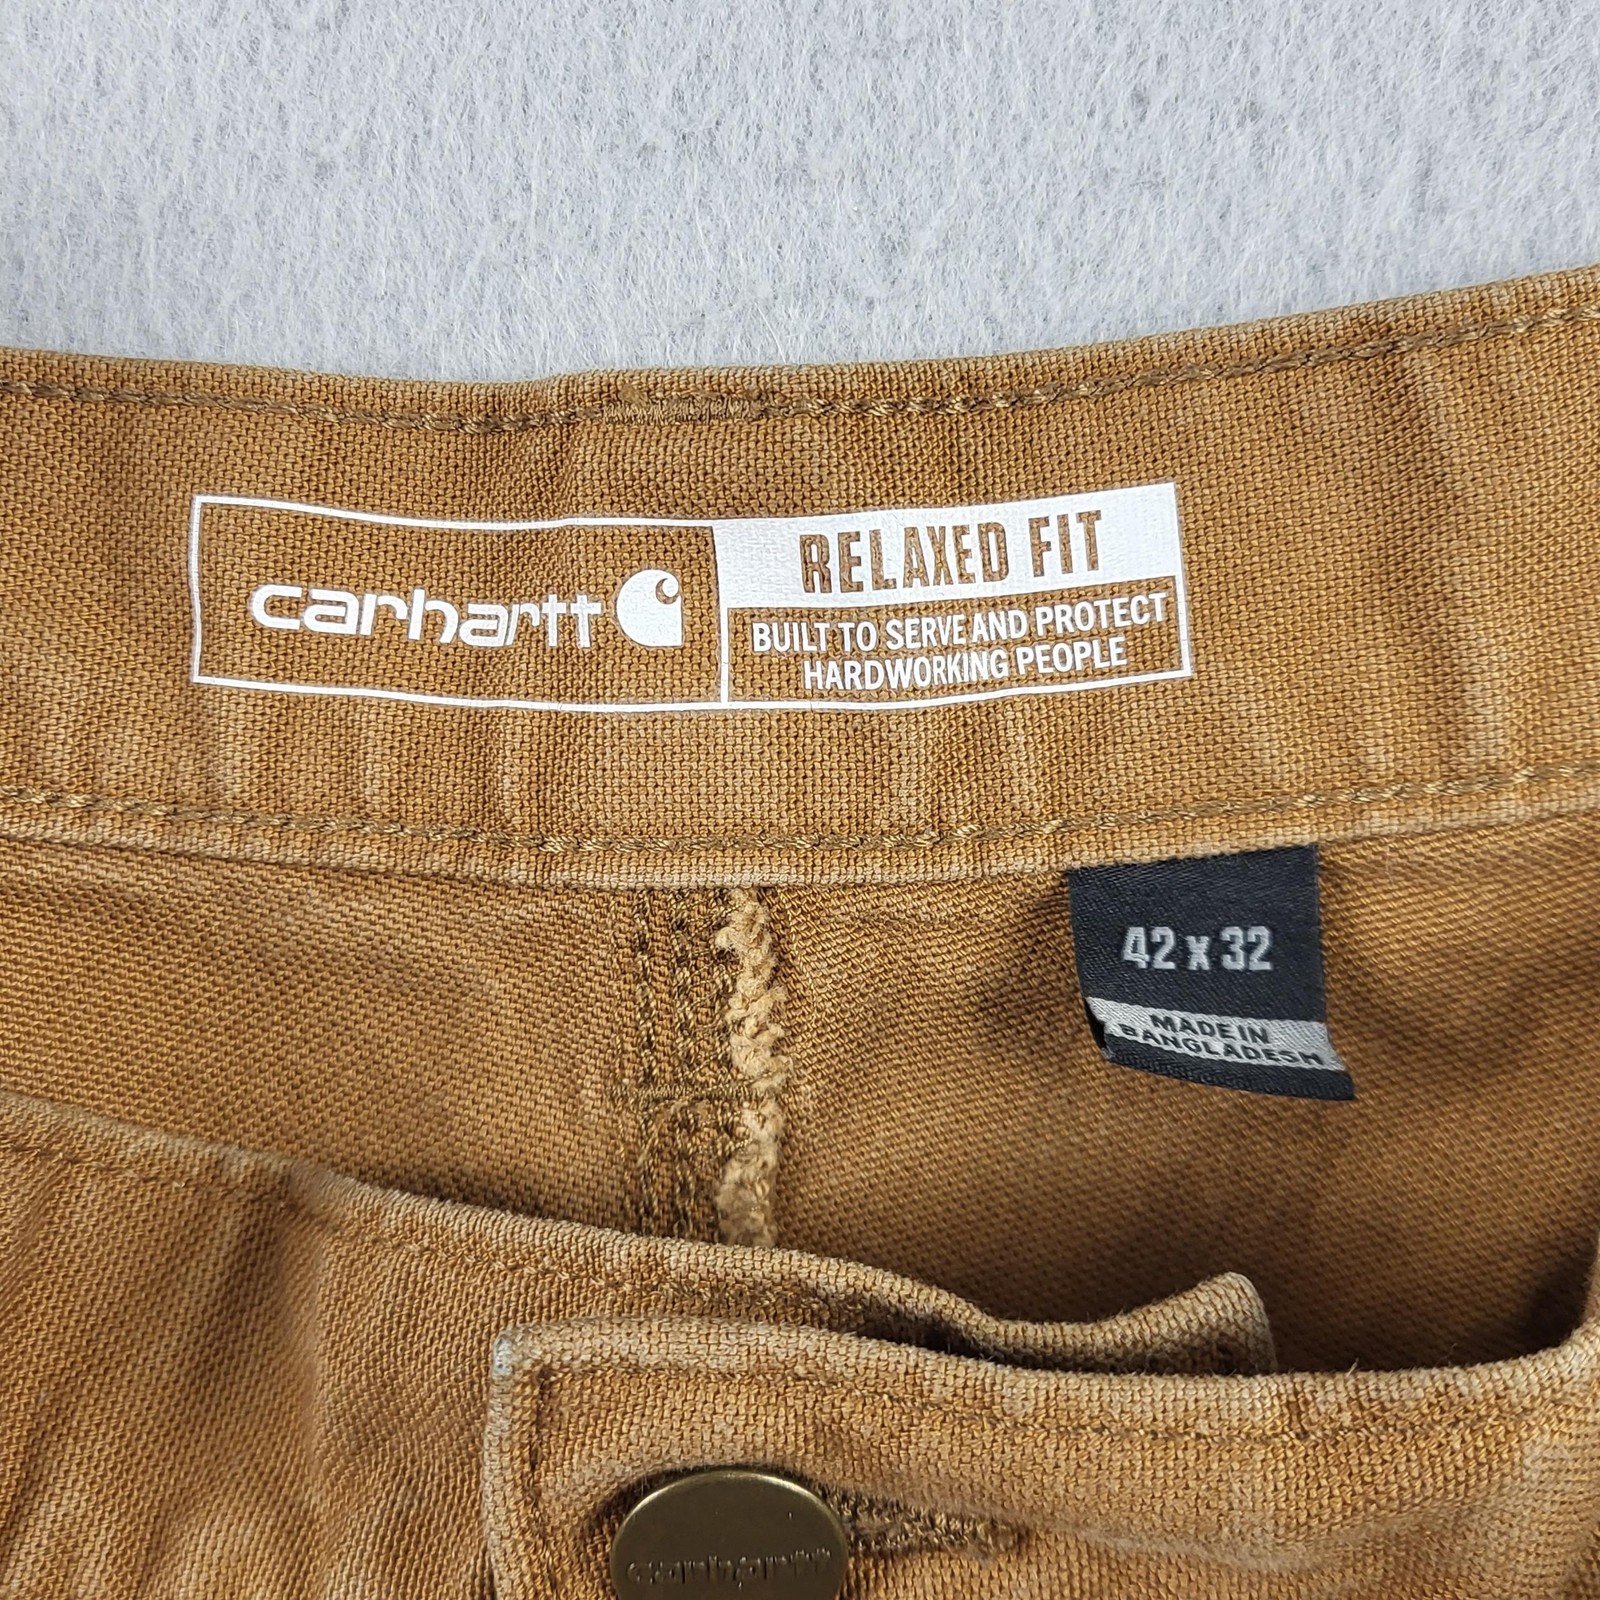 carhartt
RELAXED FIT
BUILT TO SERVE AND PROTECT
HARDWORKING PEOPLE
42 x 32
MADE IN
BANGLADESH
carhartt